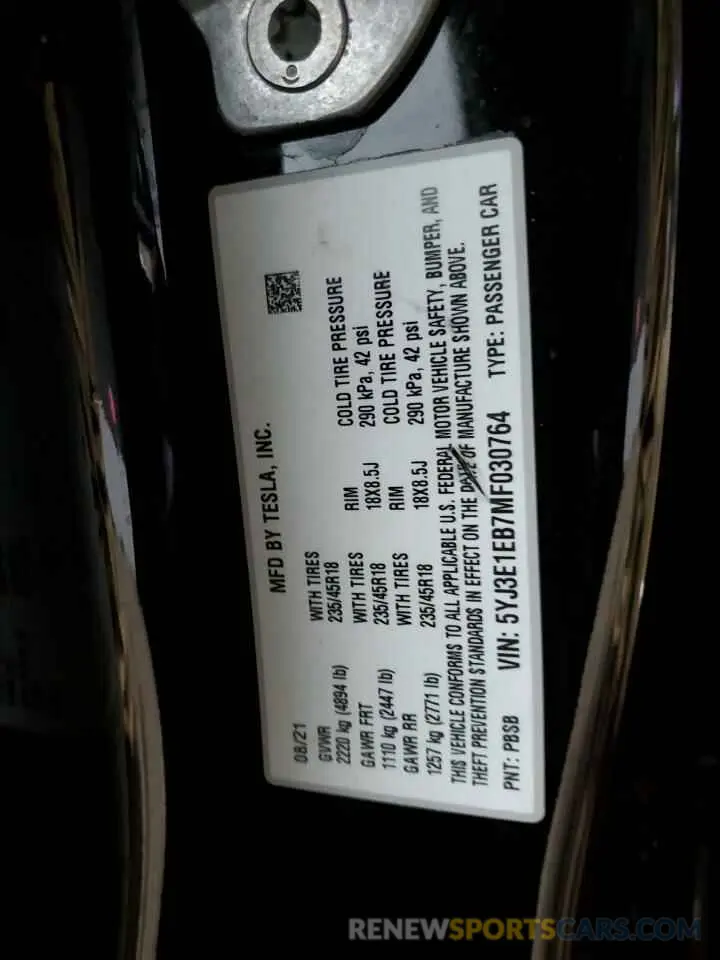 MFD BY TESLA, INC.
08/21
GVWR WITH TIRES RIM COLD TIRE PRESSURE
2220 kg (4894 lb) 235/45R18 18X8.5J 290 kPa, 42 psi
GAWR FRT WITH TIRES RIM COLD TIRE PRESSURE
1110 kg (2447 lb) 235/45R18 18X8.5J 290 kPa, 42 psi
GAWR RR WITH TIRES
1257 kg (2771 lb) 235/45R18
THIS VEHICLE CONFORMS TO ALL APPLICABLE U.S. FEDERAL MOTOR VEHICLE SAFETY, BUMPER, AND
THEFT PREVENTION STANDARDS IN EFFECT ON THE DATE OF MANUFACTURE SHOWN ABOVE.
PNT: PBSB VIN: 5YJ3E1EB7MF030764 TYPE: PASSENGER CAR
RENEWSPORTSCARS.COM